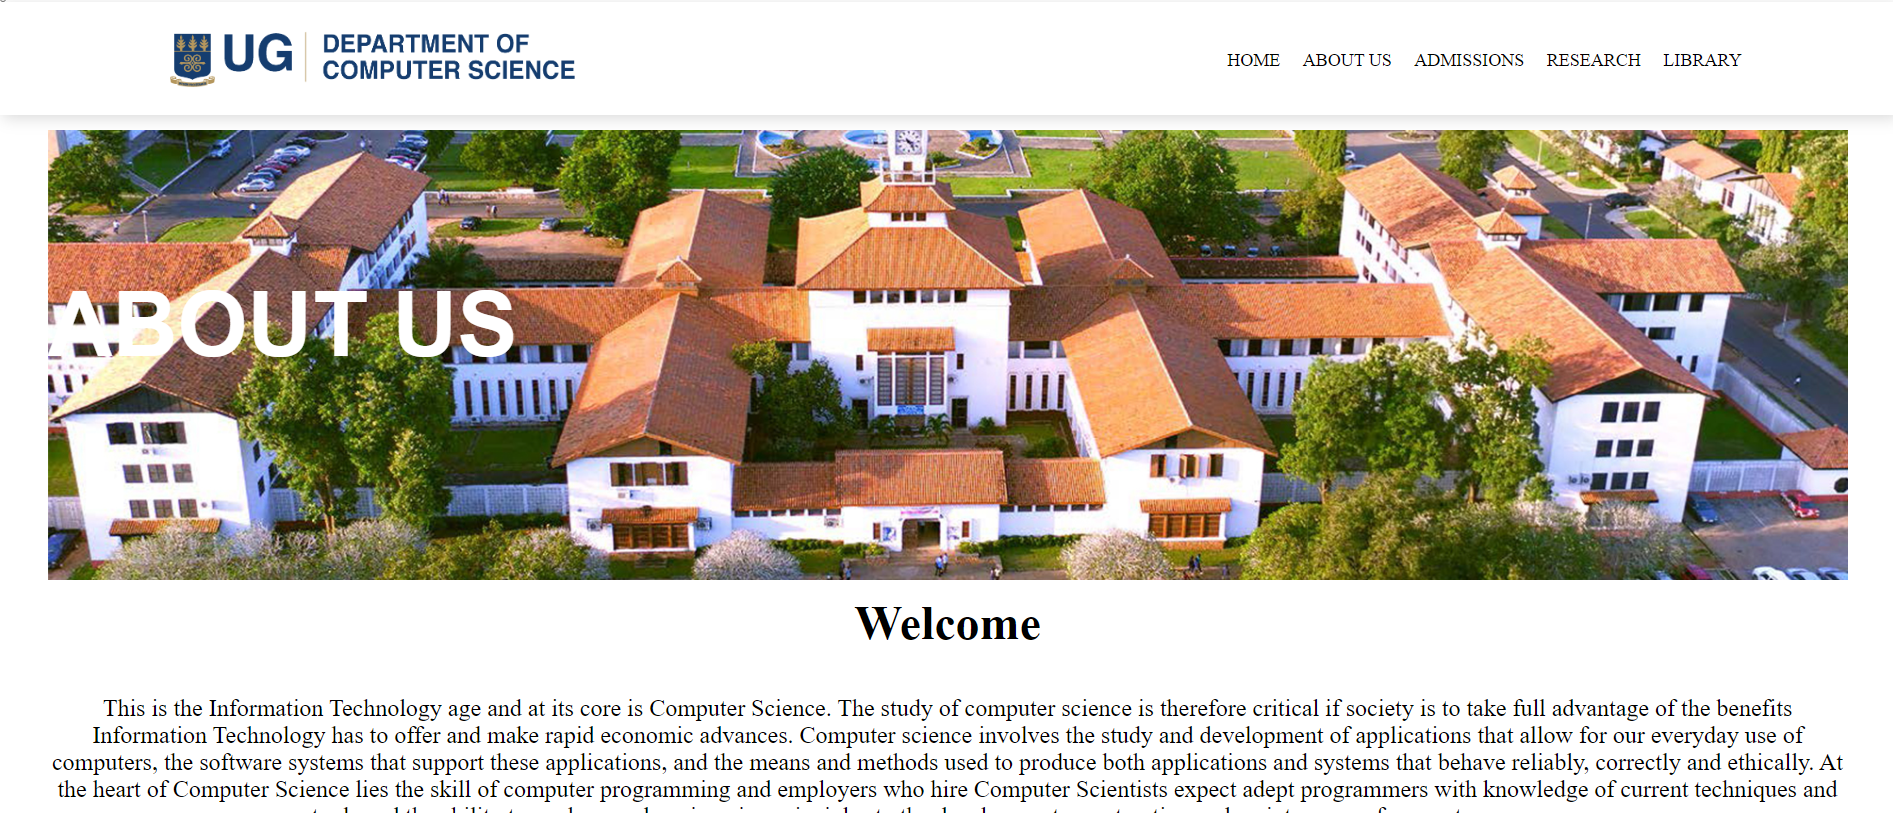 UG
DEPARTMENT OF
COMPUTER SCIENCE
HOME ABOUT US ADMISSIONS RESEARCH LIBRARY
ABOUT US
Welcome
This is the Information Technology age and at its core is Computer Science. The study of computer science is therefore critical if society is to take full advantage of the benefits
Information Technology has to offer and make rapid economic advances. Computer science involves the study and development of applications that allow for our everyday use of
computers, the software systems that support these applications, and the means and methods used to produce both applications and systems that behave reliably, correctly and ethically. At
the heart of Computer Science lies the skill of computer programming and employers who hire Computer Scientists expect adept programmers with knowledge of current techniques and